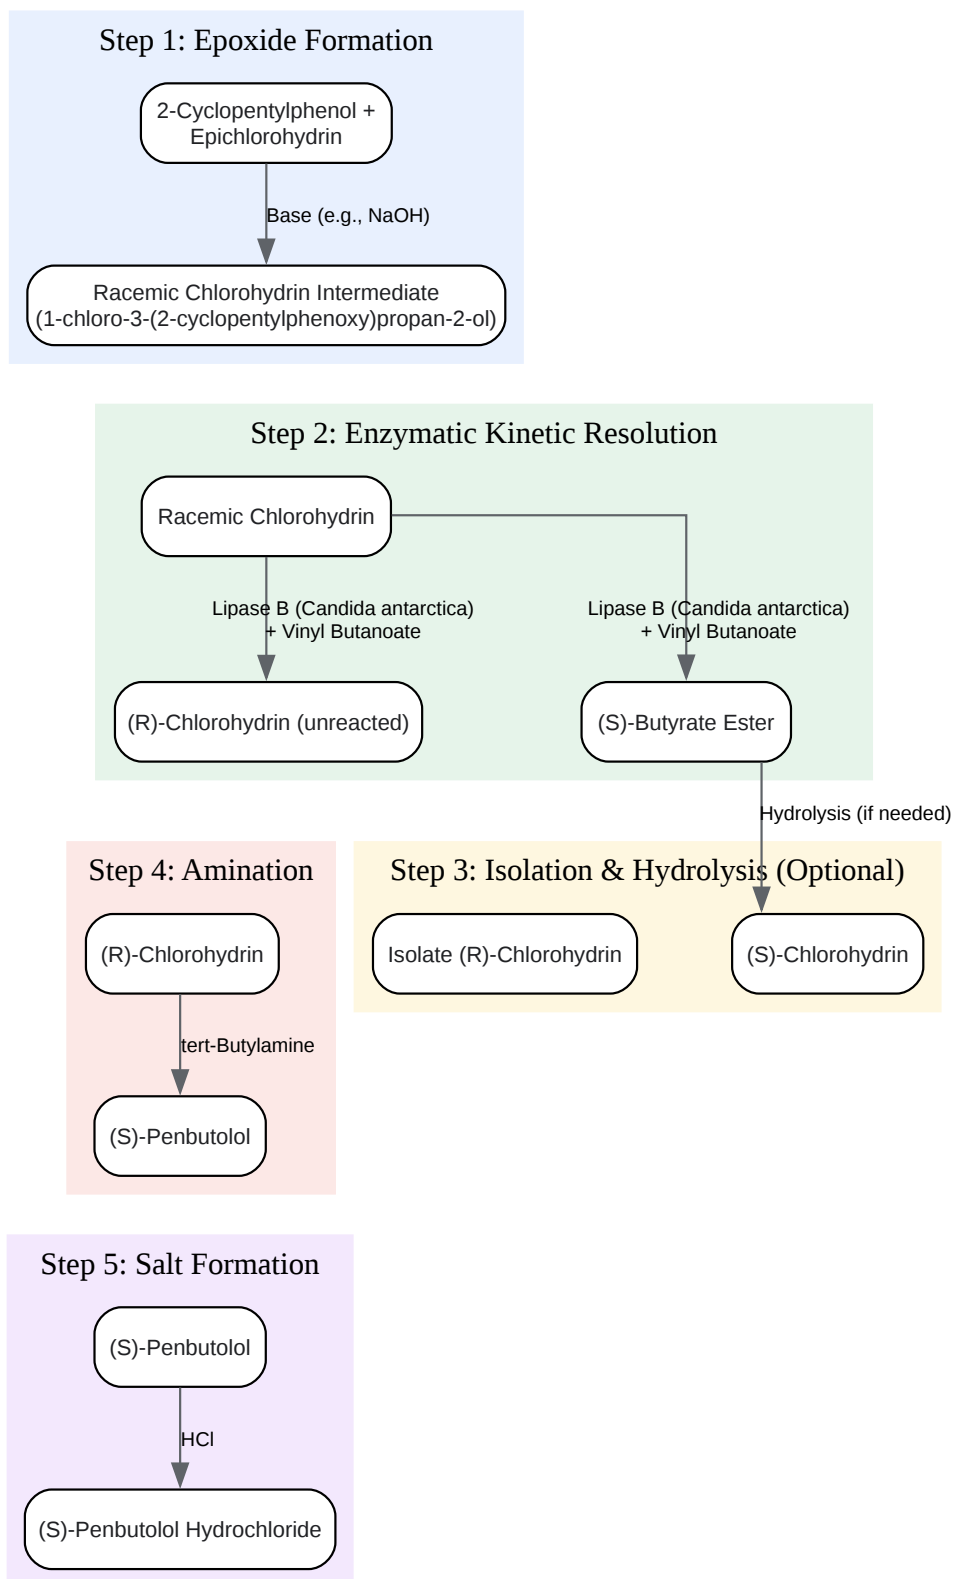 Step 1: Epoxide Formation
2-Cyclopentylphenol +
Epichlorohydrin
Base (e.g., NaOH)
Racemic Chlorohydrin Intermediate
(1-chloro-3-(2-cyclopentylphenoxy)propan-2-ol)
Step 2: Enzymatic Kinetic Resolution
Racemic Chlorohydrin
Lipase B (Candida antarctica)
+ Vinyl Butanoate
Lipase B (Candida antarctica)
+ Vinyl Butanoate
(R)-Chlorohydrin (unreacted)
(S)-Butyrate Ester
Hydrolysis (if needed)
Step 3: Isolation & Hydrolysis (Optional)
Isolate (R)-Chlorohydrin
(S)-Chlorohydrin
Step 4: Amination
(R)-Chlorohydrin
tert-Butylamine
(S)-Penbutolol
Step 5: Salt Formation
(S)-Penbutolol
HCl
(S)-Penbutolol Hydrochloride